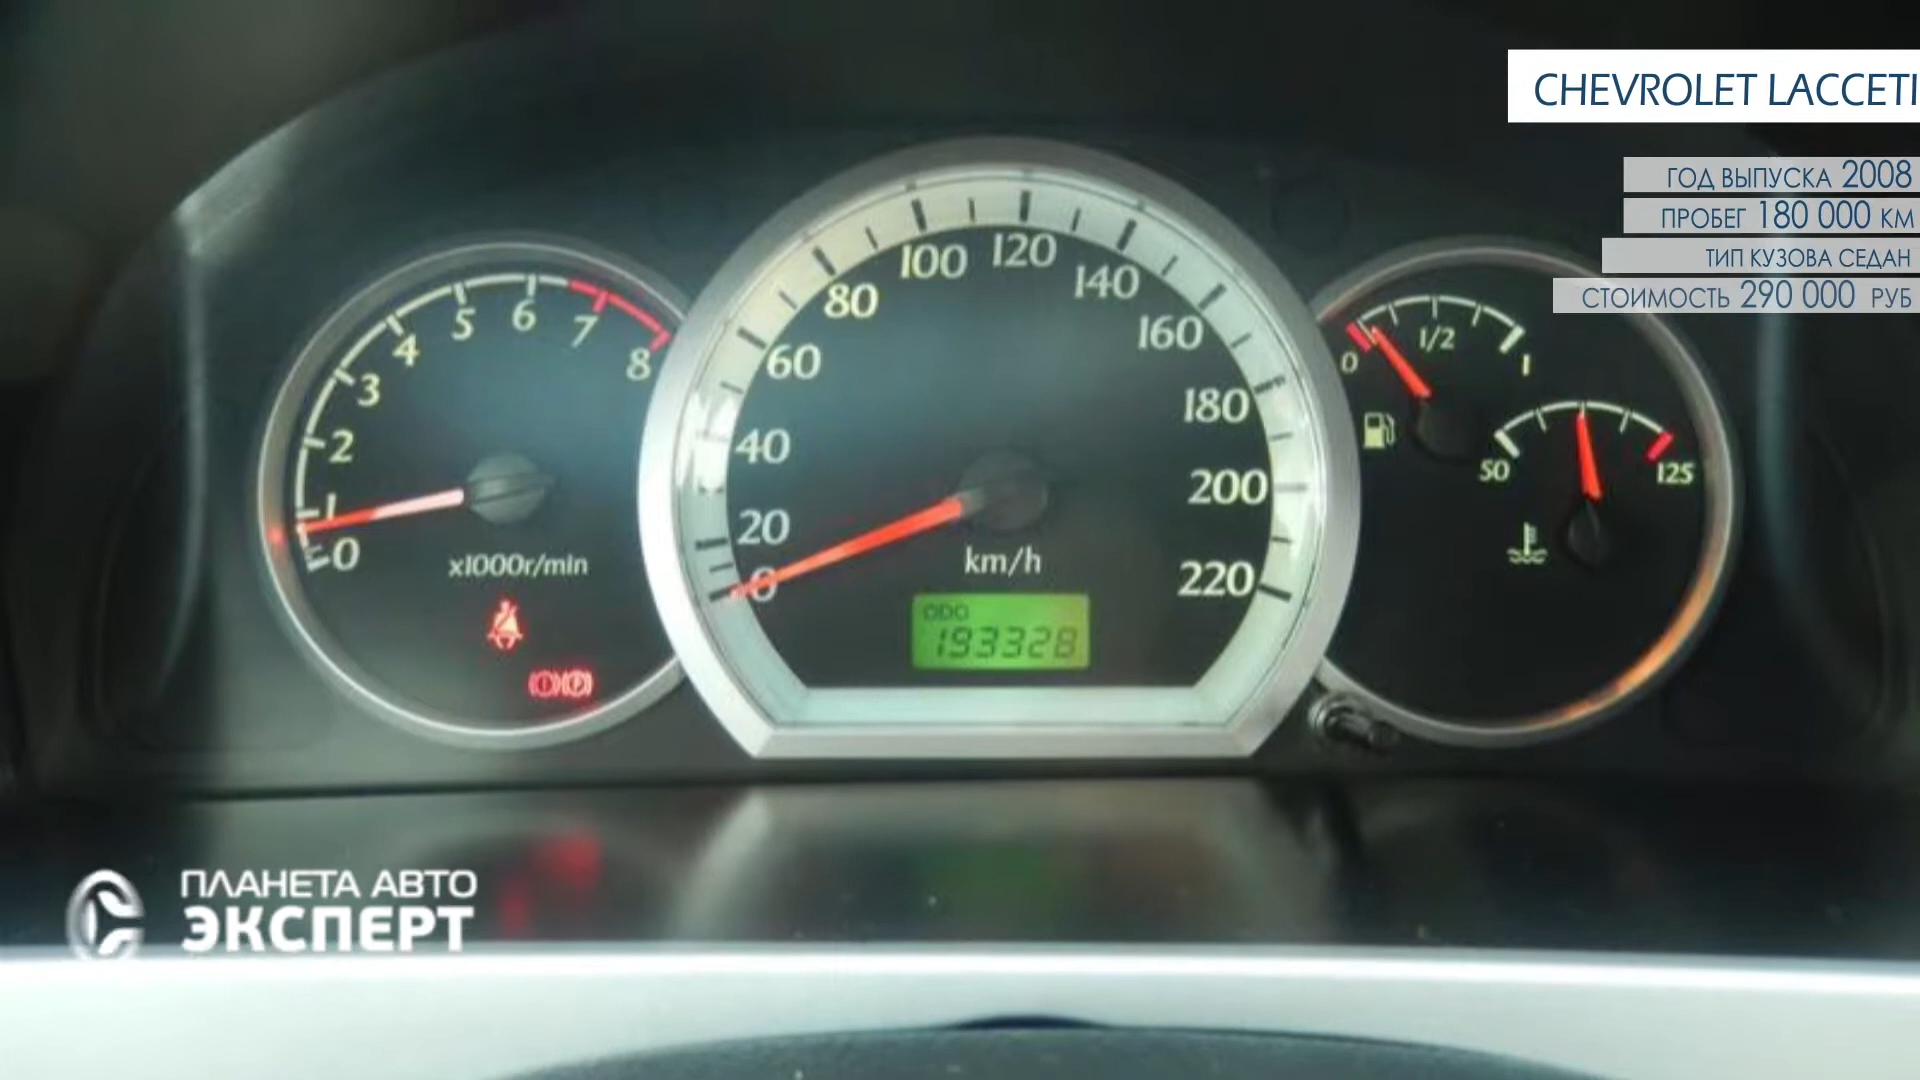 CHEVROLET LACCETI
ГОД ВЫПУСКА 2008
ПРОБЕГ 180 000 КМ
ТИП КУЗОВА СЕДАН
СТОИМОСТЬ 290 000 РУБ
0 1 2 3 4 5 6 7 8
x1000r/min
0 20 40 60 80 100 120 140 160 180 200 220
km/h
ODO
193328
0 1/2 1
50 125
ПЛАНЕТА АВТО
ЭКСПЕРТ